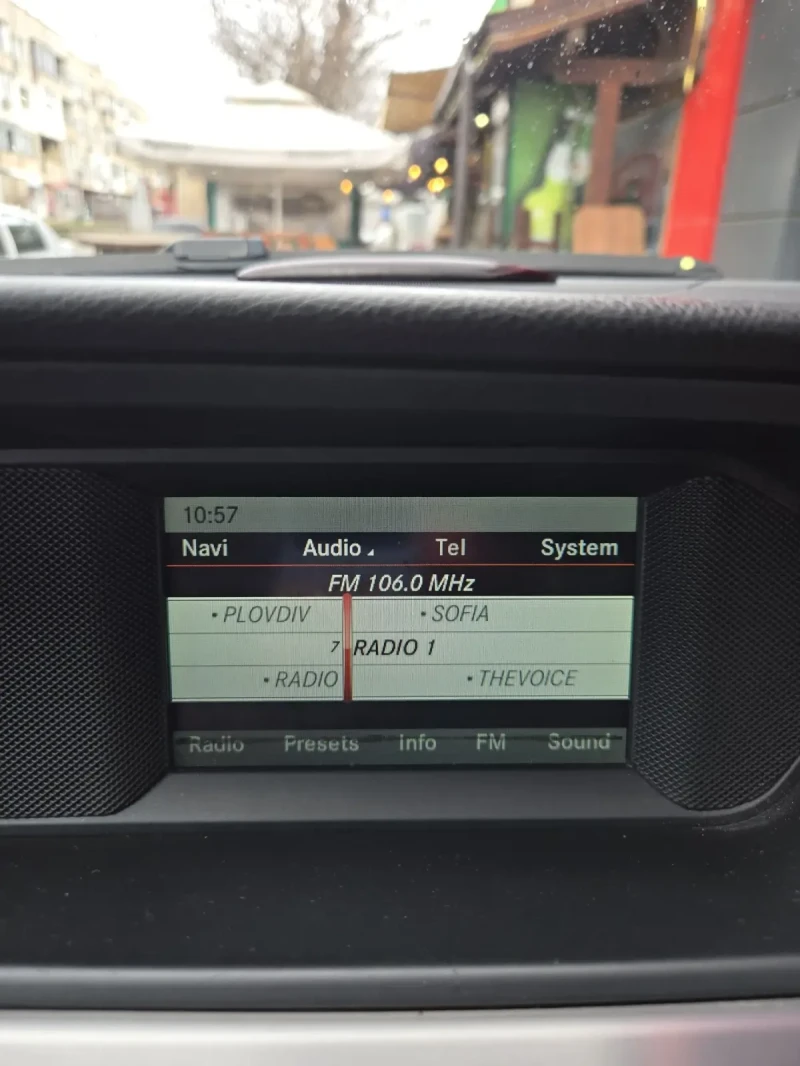 10:57
Navi Audio Tel System
FM 106.0 MHz
• PLOVDIV • SOFIA
7 RADIO 1
• RADIO • THEVOICE
Radio Presets Info FM Sound